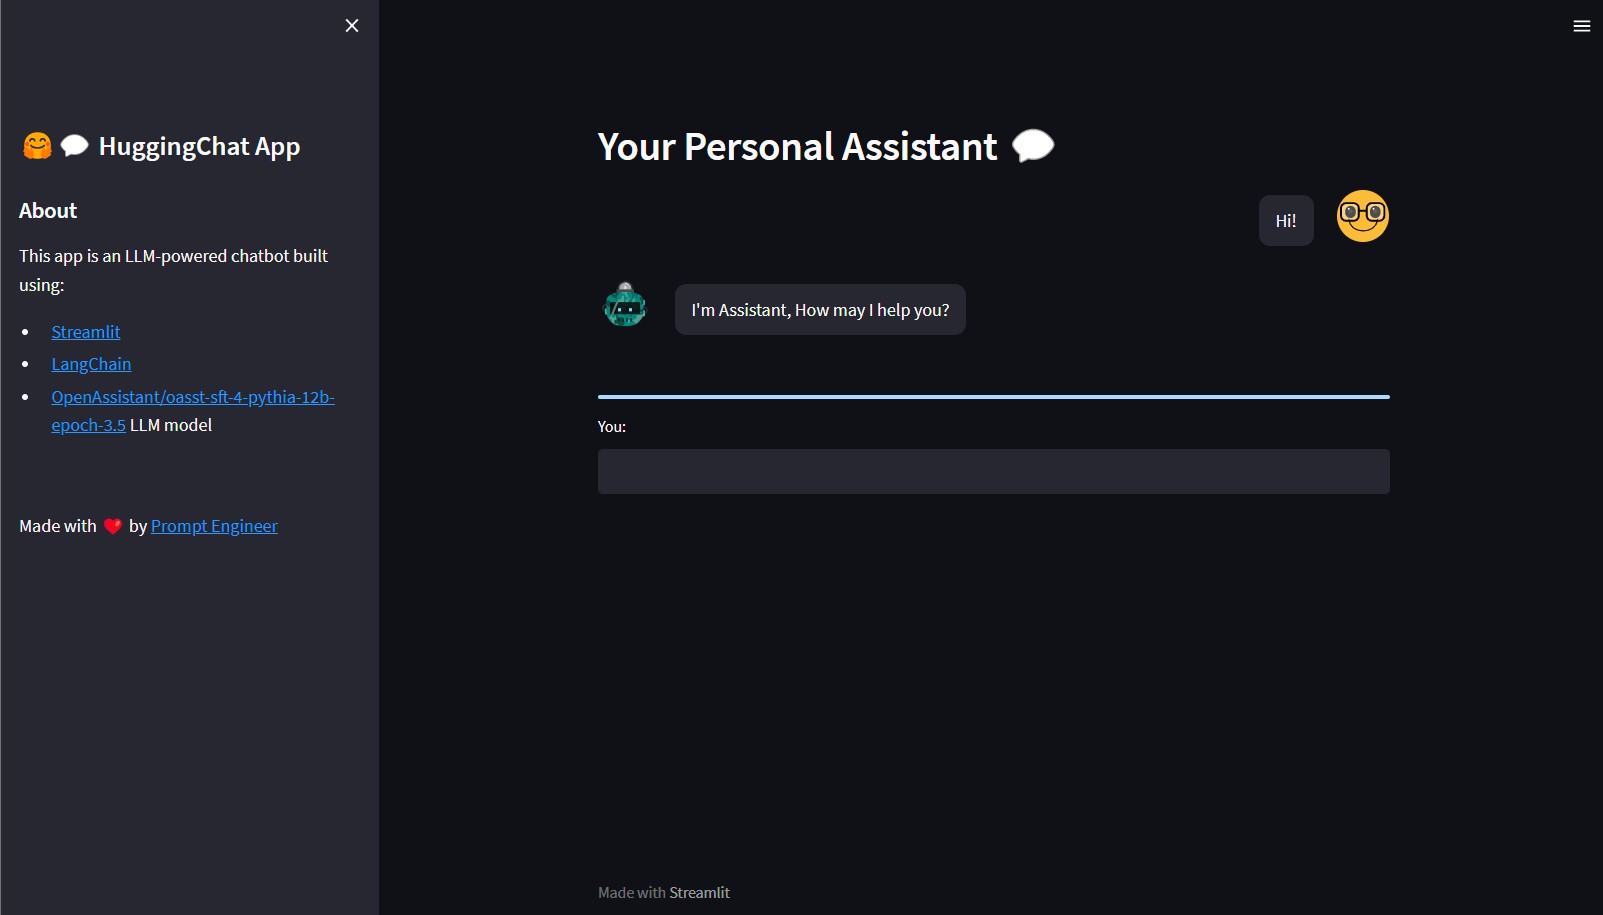 🤗💬 HuggingChat App
About
This app is an LLM-powered chatbot built
using:
• Streamlit
• LangChain
• OpenAssistant/oasst-sft-4-pythia-12b-
epoch-3.5 LLM model
Made with ❤️ by Prompt Engineer
Your Personal Assistant 💬
Hi!
I'm Assistant, How may I help you?
You:
Made with Streamlit